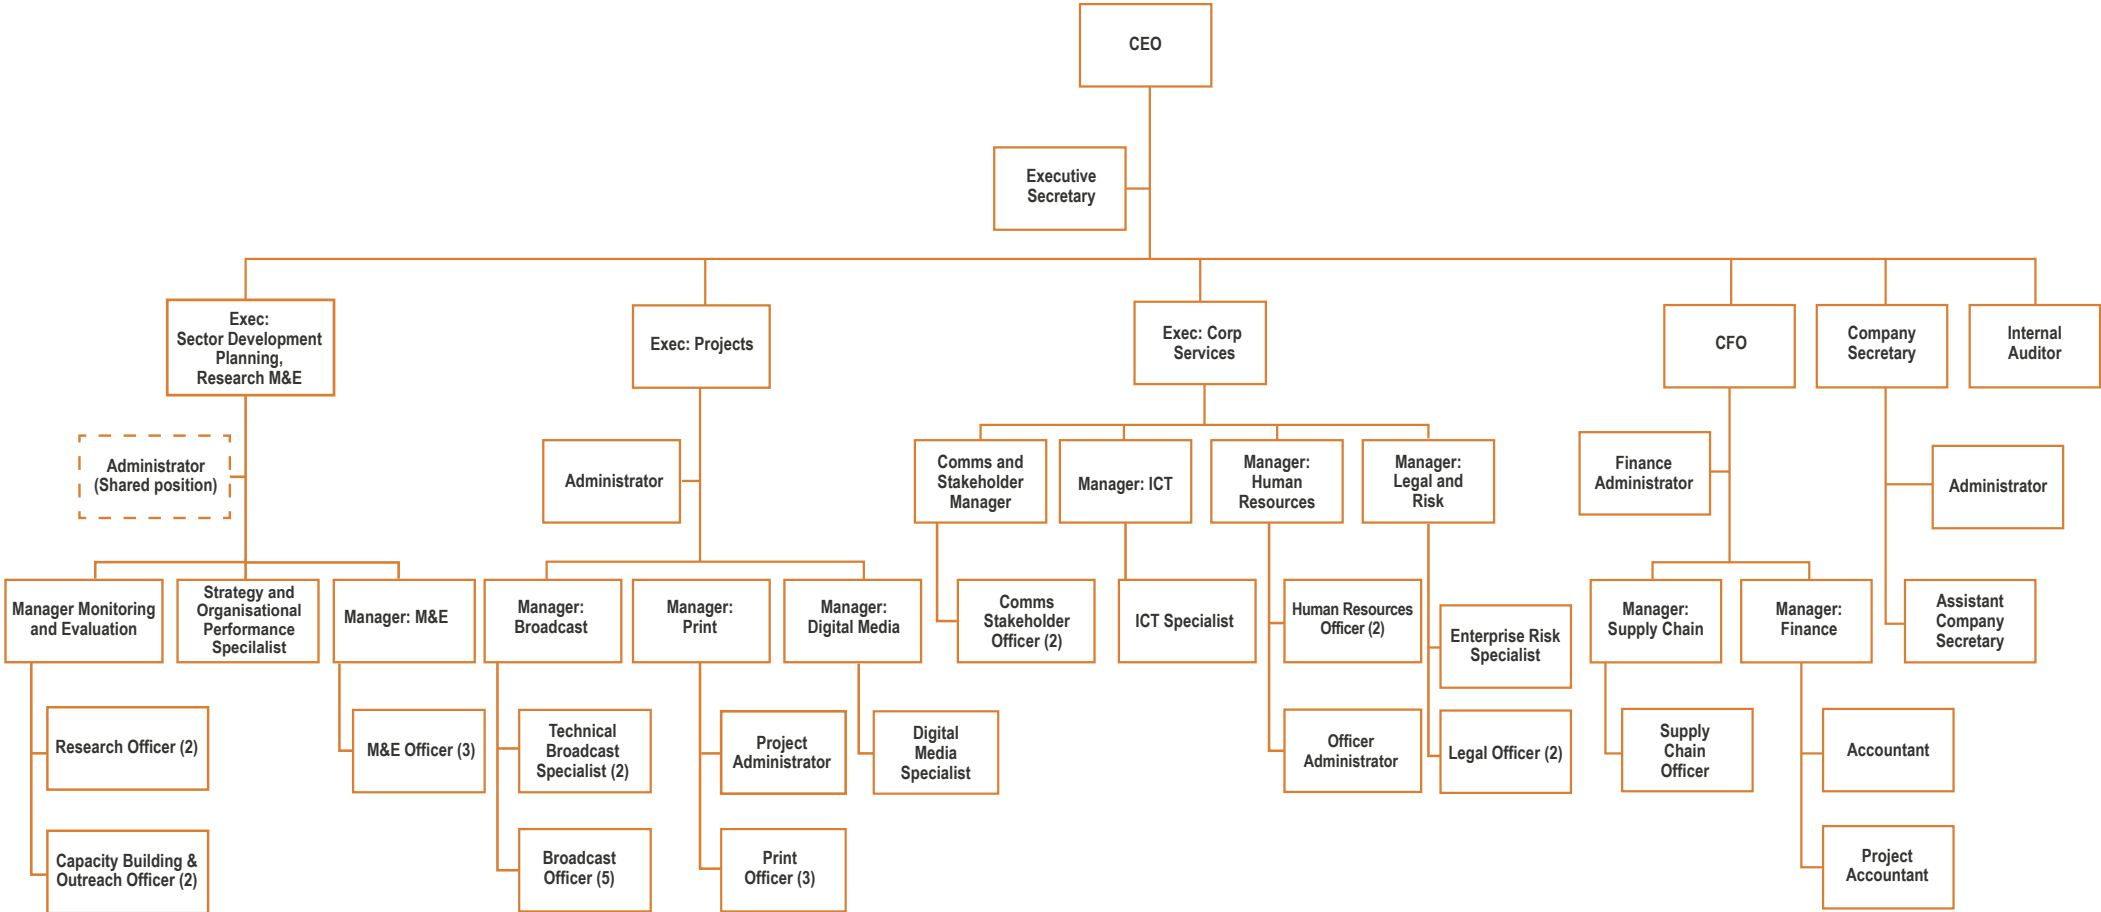 CEO
Executive
Secretary
Exec:
Sector Development
Planning,
Research M&E
Exec: Projects
Exec: Corp
Services
CFO
Company
Secretary
Internal
Auditor
Administrator
(Shared position)
Administrator
Comms and
Stakeholder
Manager
Manager: ICT
Manager:
Human
Resources
Manager:
Legal and
Risk
Finance
Administrator
Administrator
Manager Monitoring
and Evaluation
Strategy and
Organisational
Performance
Specilalist
Manager: M&E
Manager:
Broadcast
Manager:
Print
Manager:
Digital Media
Comms
Stakeholder
Officer (2)
ICT Specialist
Human Resources
Officer (2)
Enterprise Risk
Specialist
Manager:
Supply Chain
Manager:
Finance
Assistant
Company
Secretary
Research Officer (2)
M&E Officer (3)
Technical
Broadcast
Specialist (2)
Project
Administrator
Digital
Media
Specialist
Officer
Administrator
Legal Officer (2)
Supply
Chain
Officer
Accountant
Capacity Building &
Outreach Officer (2)
Broadcast
Officer (5)
Print
Officer (3)
Project
Accountant